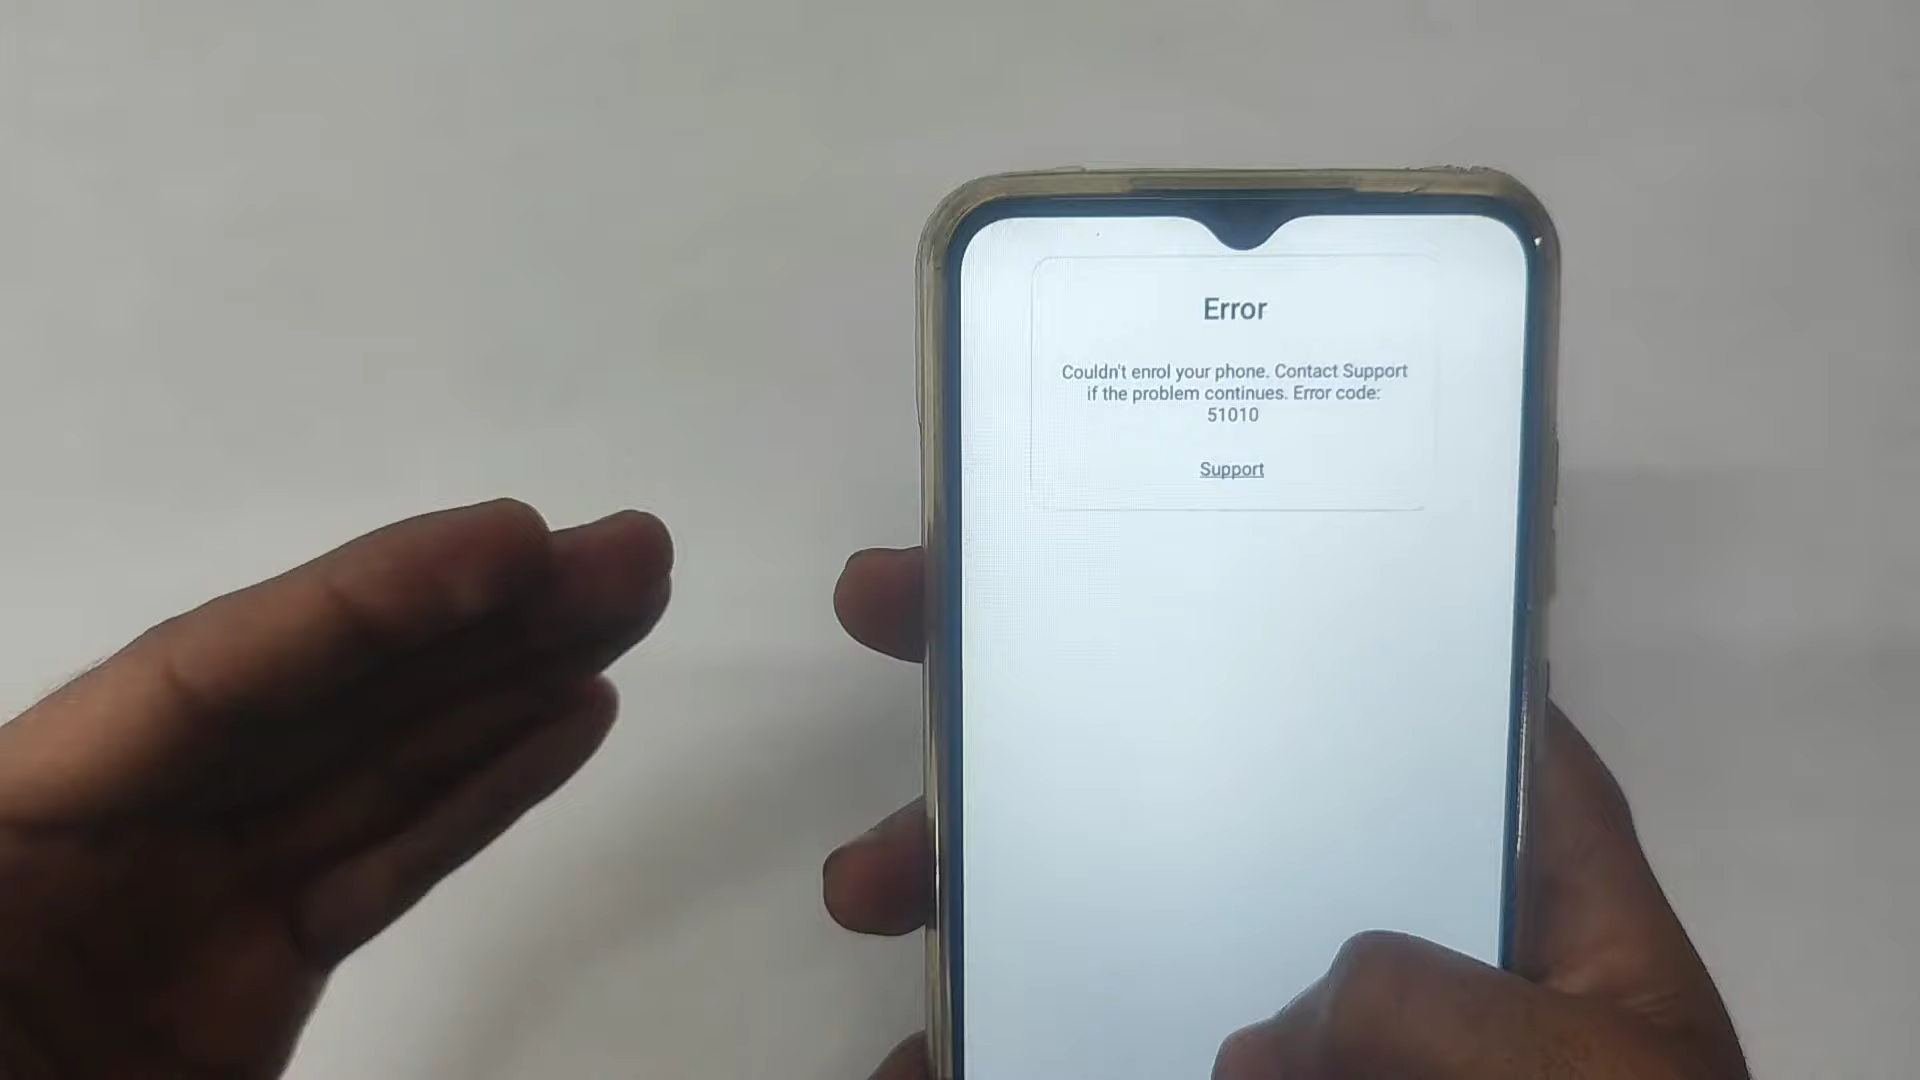 Error
Couldn't enrol your phone. Contact Support
if the problem continues. Error code:
51010
Support